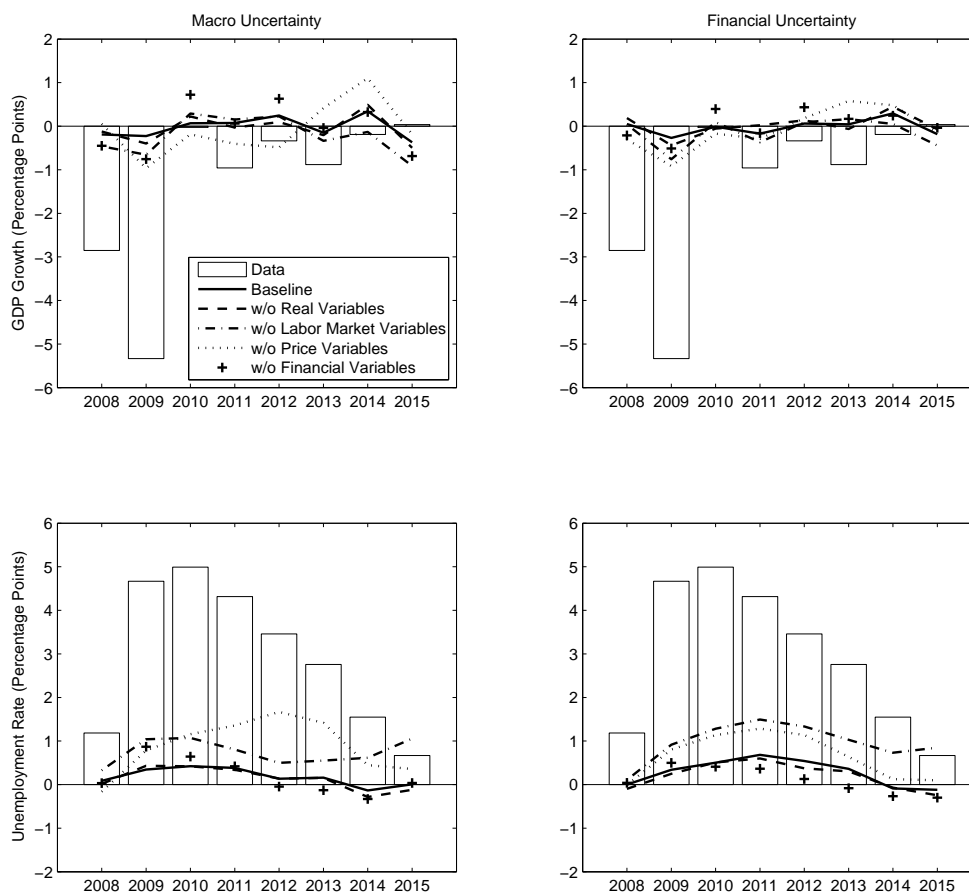 Macro Uncertainty
Financial Uncertainty
GDP Growth (Percentage Points)
2
1
0
−1
−2
−3
−4
−5
−6
2008 2009 2010 2011 2012 2013 2014 2015
Data
Baseline
w/o Real Variables
w/o Labor Market Variables
w/o Price Variables
w/o Financial Variables
2
1
0
−1
−2
−3
−4
−5
−6
2008 2009 2010 2011 2012 2013 2014 2015
Unemployment Rate (Percentage Points)
6
5
4
3
2
1
0
−1
−2
2008 2009 2010 2011 2012 2013 2014 2015
6
5
4
3
2
1
0
−1
−2
2008 2009 2010 2011 2012 2013 2014 2015